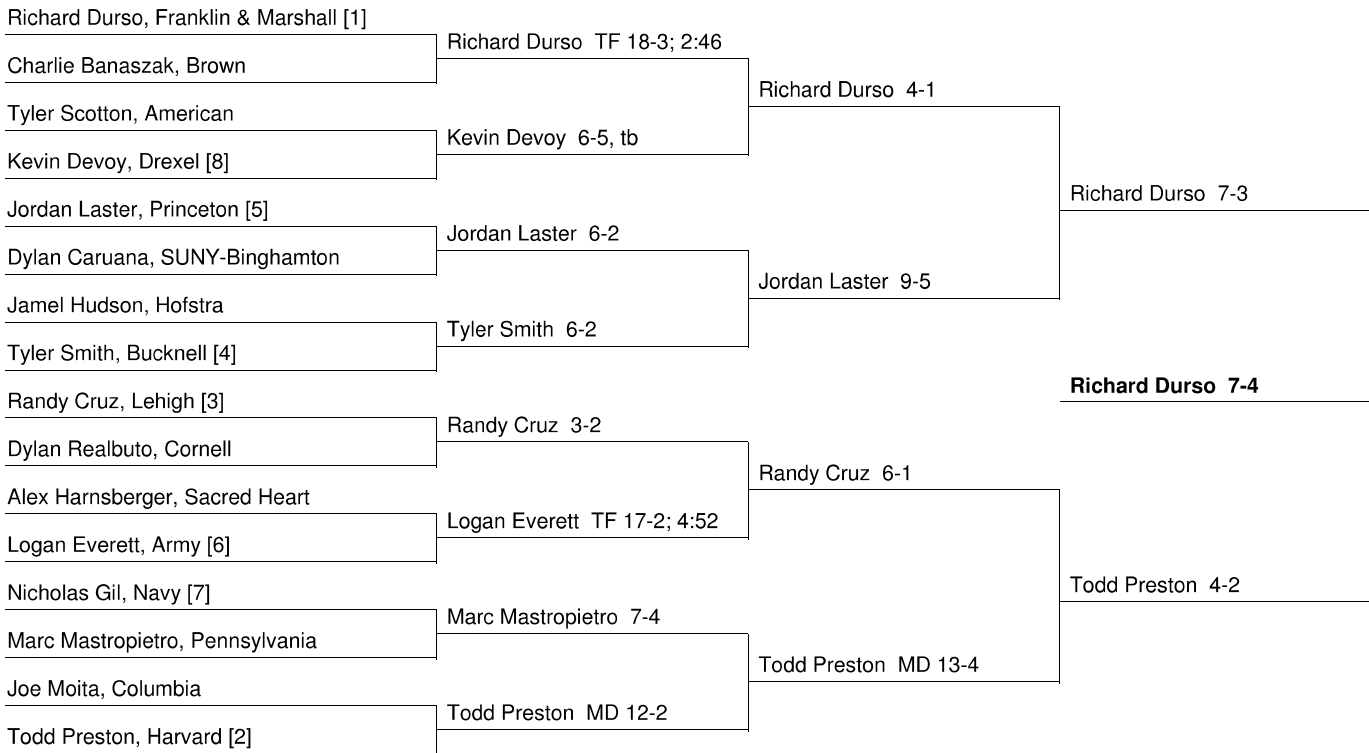 Richard Durso, Franklin & Marshall [1]
Richard Durso TF 18-3; 2:46
Charlie Banaszak, Brown
Richard Durso 4-1
Tyler Scotton, American
Kevin Devoy 6-5, tb
Kevin Devoy, Drexel [8]
Richard Durso 7-3
Jordan Laster, Princeton [5]
Jordan Laster 6-2
Dylan Caruana, SUNY-Binghamton
Jordan Laster 9-5
Jamel Hudson, Hofstra
Tyler Smith 6-2
Tyler Smith, Bucknell [4]
Richard Durso 7-4
Randy Cruz, Lehigh [3]
Randy Cruz 3-2
Dylan Realbuto, Cornell
Randy Cruz 6-1
Alex Harnsberger, Sacred Heart
Logan Everett TF 17-2; 4:52
Logan Everett, Army [6]
Todd Preston 4-2
Nicholas Gil, Navy [7]
Marc Mastropietro 7-4
Marc Mastropietro, Pennsylvania
Todd Preston MD 13-4
Joe Moita, Columbia
Todd Preston MD 12-2
Todd Preston, Harvard [2]